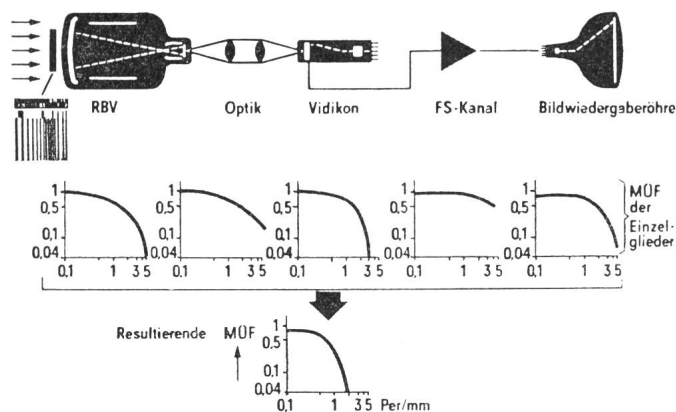 RBV Optik Vidikon FS-Kanal Bildwiedergaberöhre
1 1 1 1 1 MÜF
0,5 0,5 0,5 0,5 0,5 der
0,1 0,1 0,1 0,1 0,1 Einzel-
0,04 0,04 0,04 0,04 0,04 glieder
0,1 1 3 5 0,1 1 3 5 0,1 1 3 5 0,1 1 3 5 0,1 1 3 5
Resultierende MÜF 1
0,5
0,1
0,04
0,1 1 3 5 Per/mm